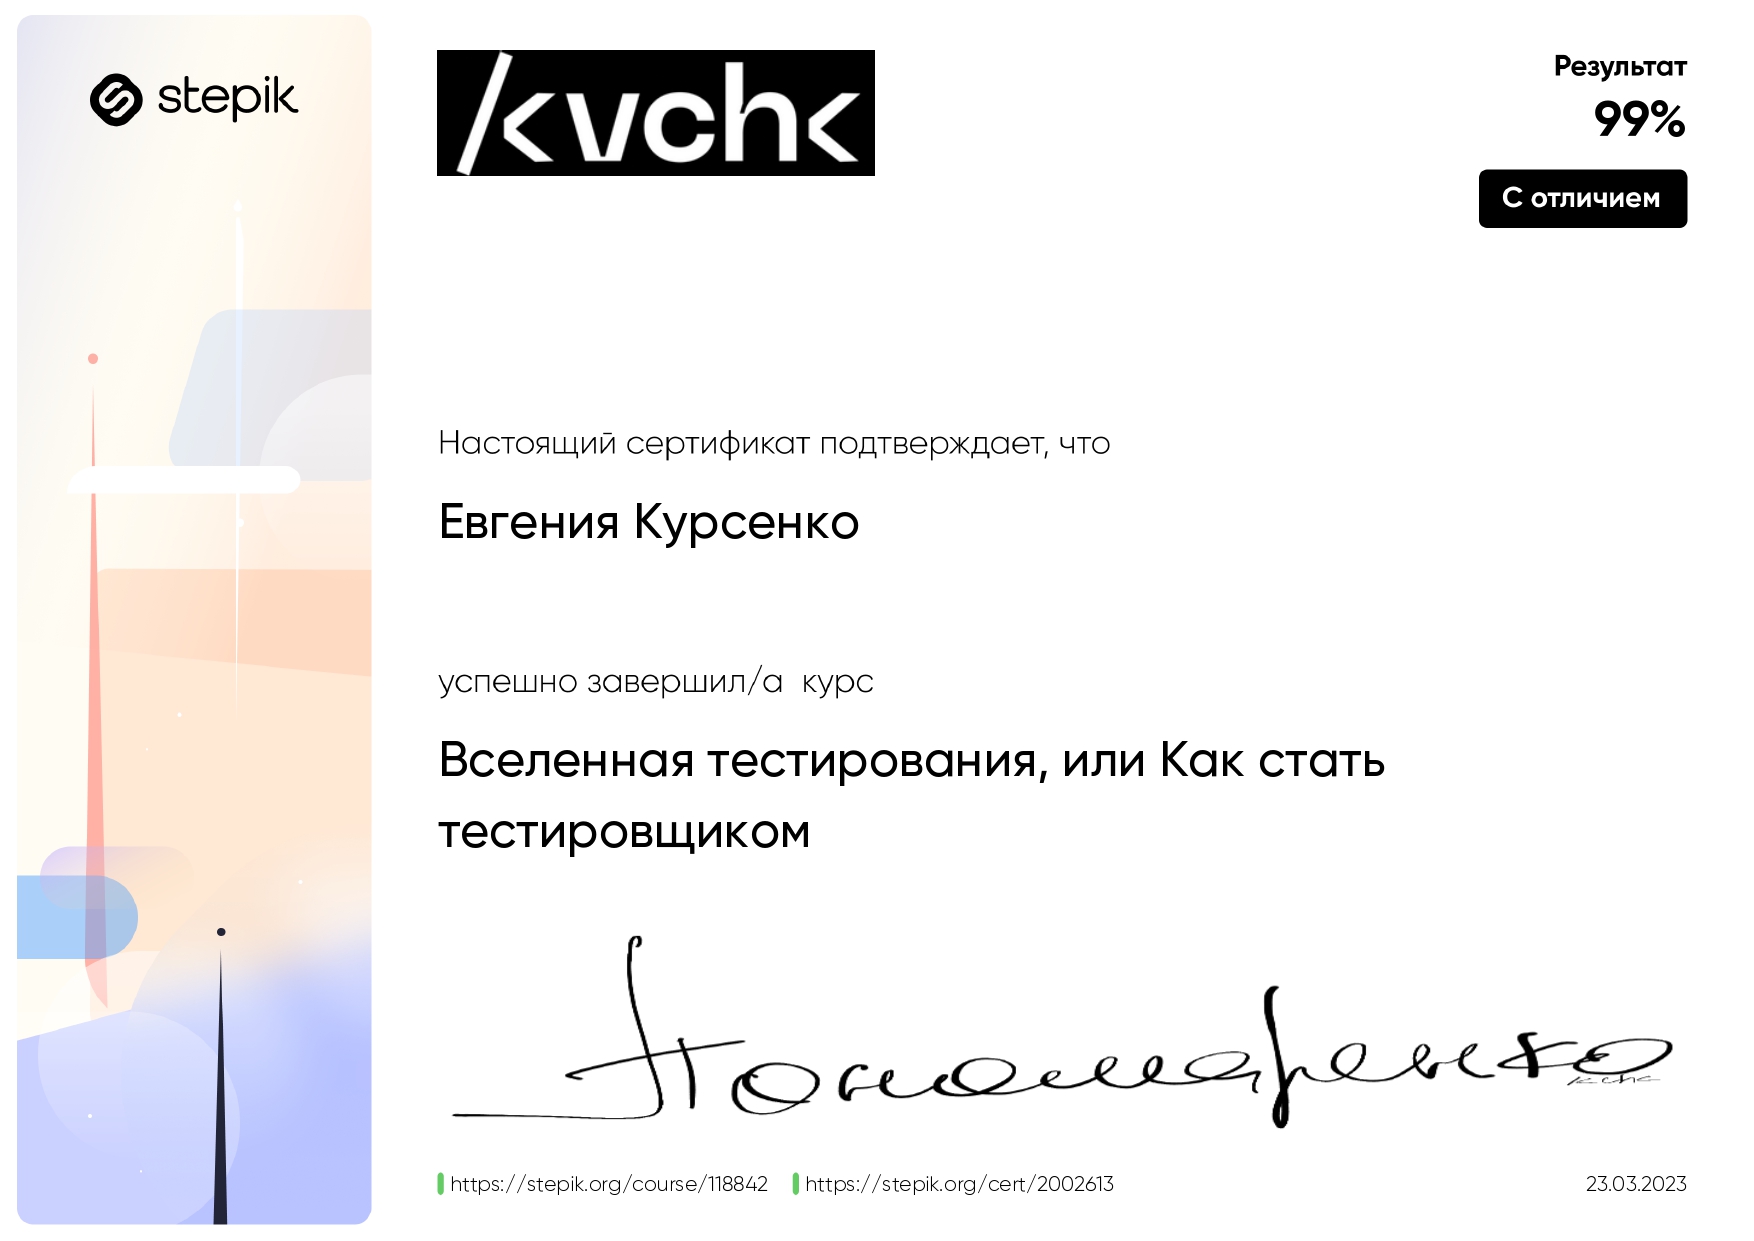 stepik
/kvchk
Результат
99%
С отличием
Настоящий сертификат подтверждает, что
Евгения Курсенко
успешно завершил/а курс
Вселенная тестирования, или Как стать
тестировщиком
Пономаренко
https://stepik.org/course/118842 https://stepik.org/cert/2002613 23.03.2023